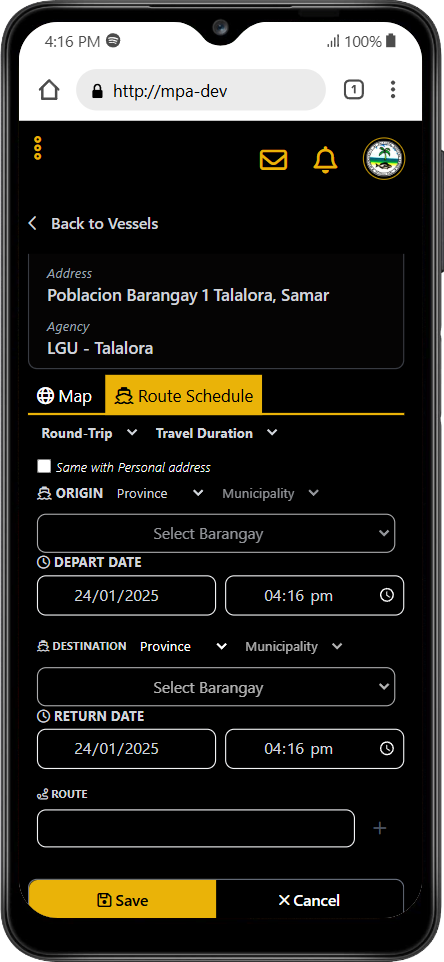 4:16 PM 100%
http://mpa-dev 1
Back to Vessels
Address
Poblacion Barangay 1 Talalora, Samar
Agency
LGU - Talalora
Map Route Schedule
Round-Trip Travel Duration
Same with Personal address
ORIGIN Province Municipality
Select Barangay
DEPART DATE
24/01/2025 04:16 pm
DESTINATION Province Municipality
Select Barangay
RETURN DATE
24/01/2025 04:16 pm
ROUTE
Save Cancel